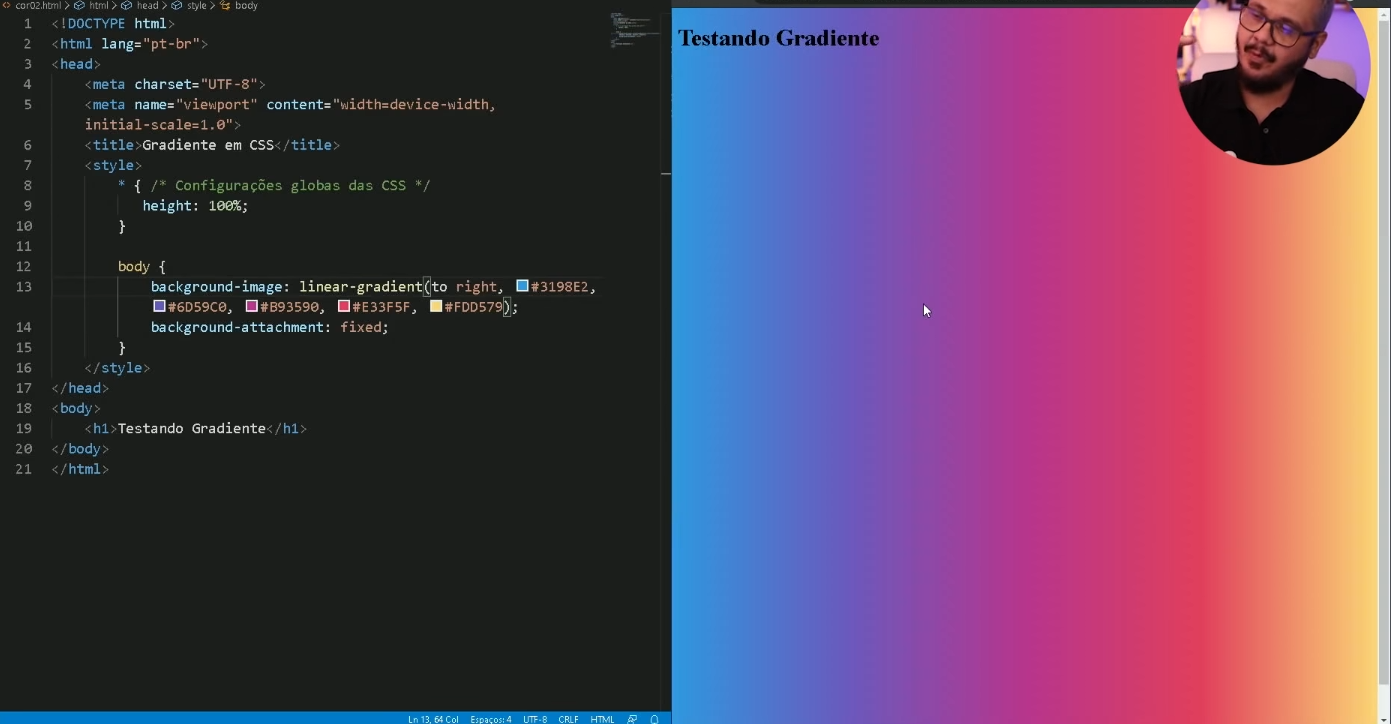 cor02.html > html > head > style > body
1 <!DOCTYPE html>
2 <html lang="pt-br">
3 <head>
4 <meta charset="UTF-8">
5 <meta name="viewport" content="width=device-width,
initial-scale=1.0">
6 <title>Gradiente em CSS</title>
7 <style>
8 * { /* Configurações globas das CSS */
9 height: 100%;
10 }
11
12 body {
13 background-image: linear-gradient(to right, #3198E2,
#6D59C0, #B93590, #E33F5F, #FDD579);
14 background-attachment: fixed;
15 }
16 </style>
17 </head>
18 <body>
19 <h1>Testando Gradiente</h1>
20 </body>
21 </html>
Ln 13, 64 Col Espaços: 4 UTF-8 CRLF HTML
Testando Gradiente